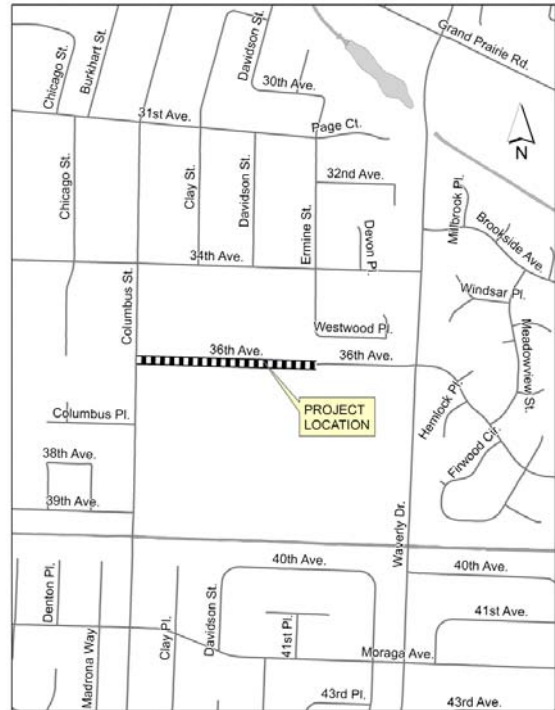 Grand Prairie Rd.
Chicago St.
Burkhart St.
Davidson St.
30th Ave.
31st Ave.
Page Ct.
N
Chicago St.
Clay St.
Davidson St.
Ermine St.
32nd Ave.
Devon Pl.
Millbrook Pl.
Brookside Ave.
34th Ave.
Columbus St.
Windsar Pl.
Westwood Pl.
Meadowview St.
36th Ave.
36th Ave.
PROJECT
LOCATION
Hemlock Pl.
Columbus Pl.
Firwood Cir.
38th Ave.
39th Ave.
Waverly Dr.
40th Ave.
40th Ave.
Denton Pl.
Madrona Way
Clay Pl.
Davidson St.
41st Pl.
41st Ave.
Moraga Ave.
43rd Pl.
43rd Ave.